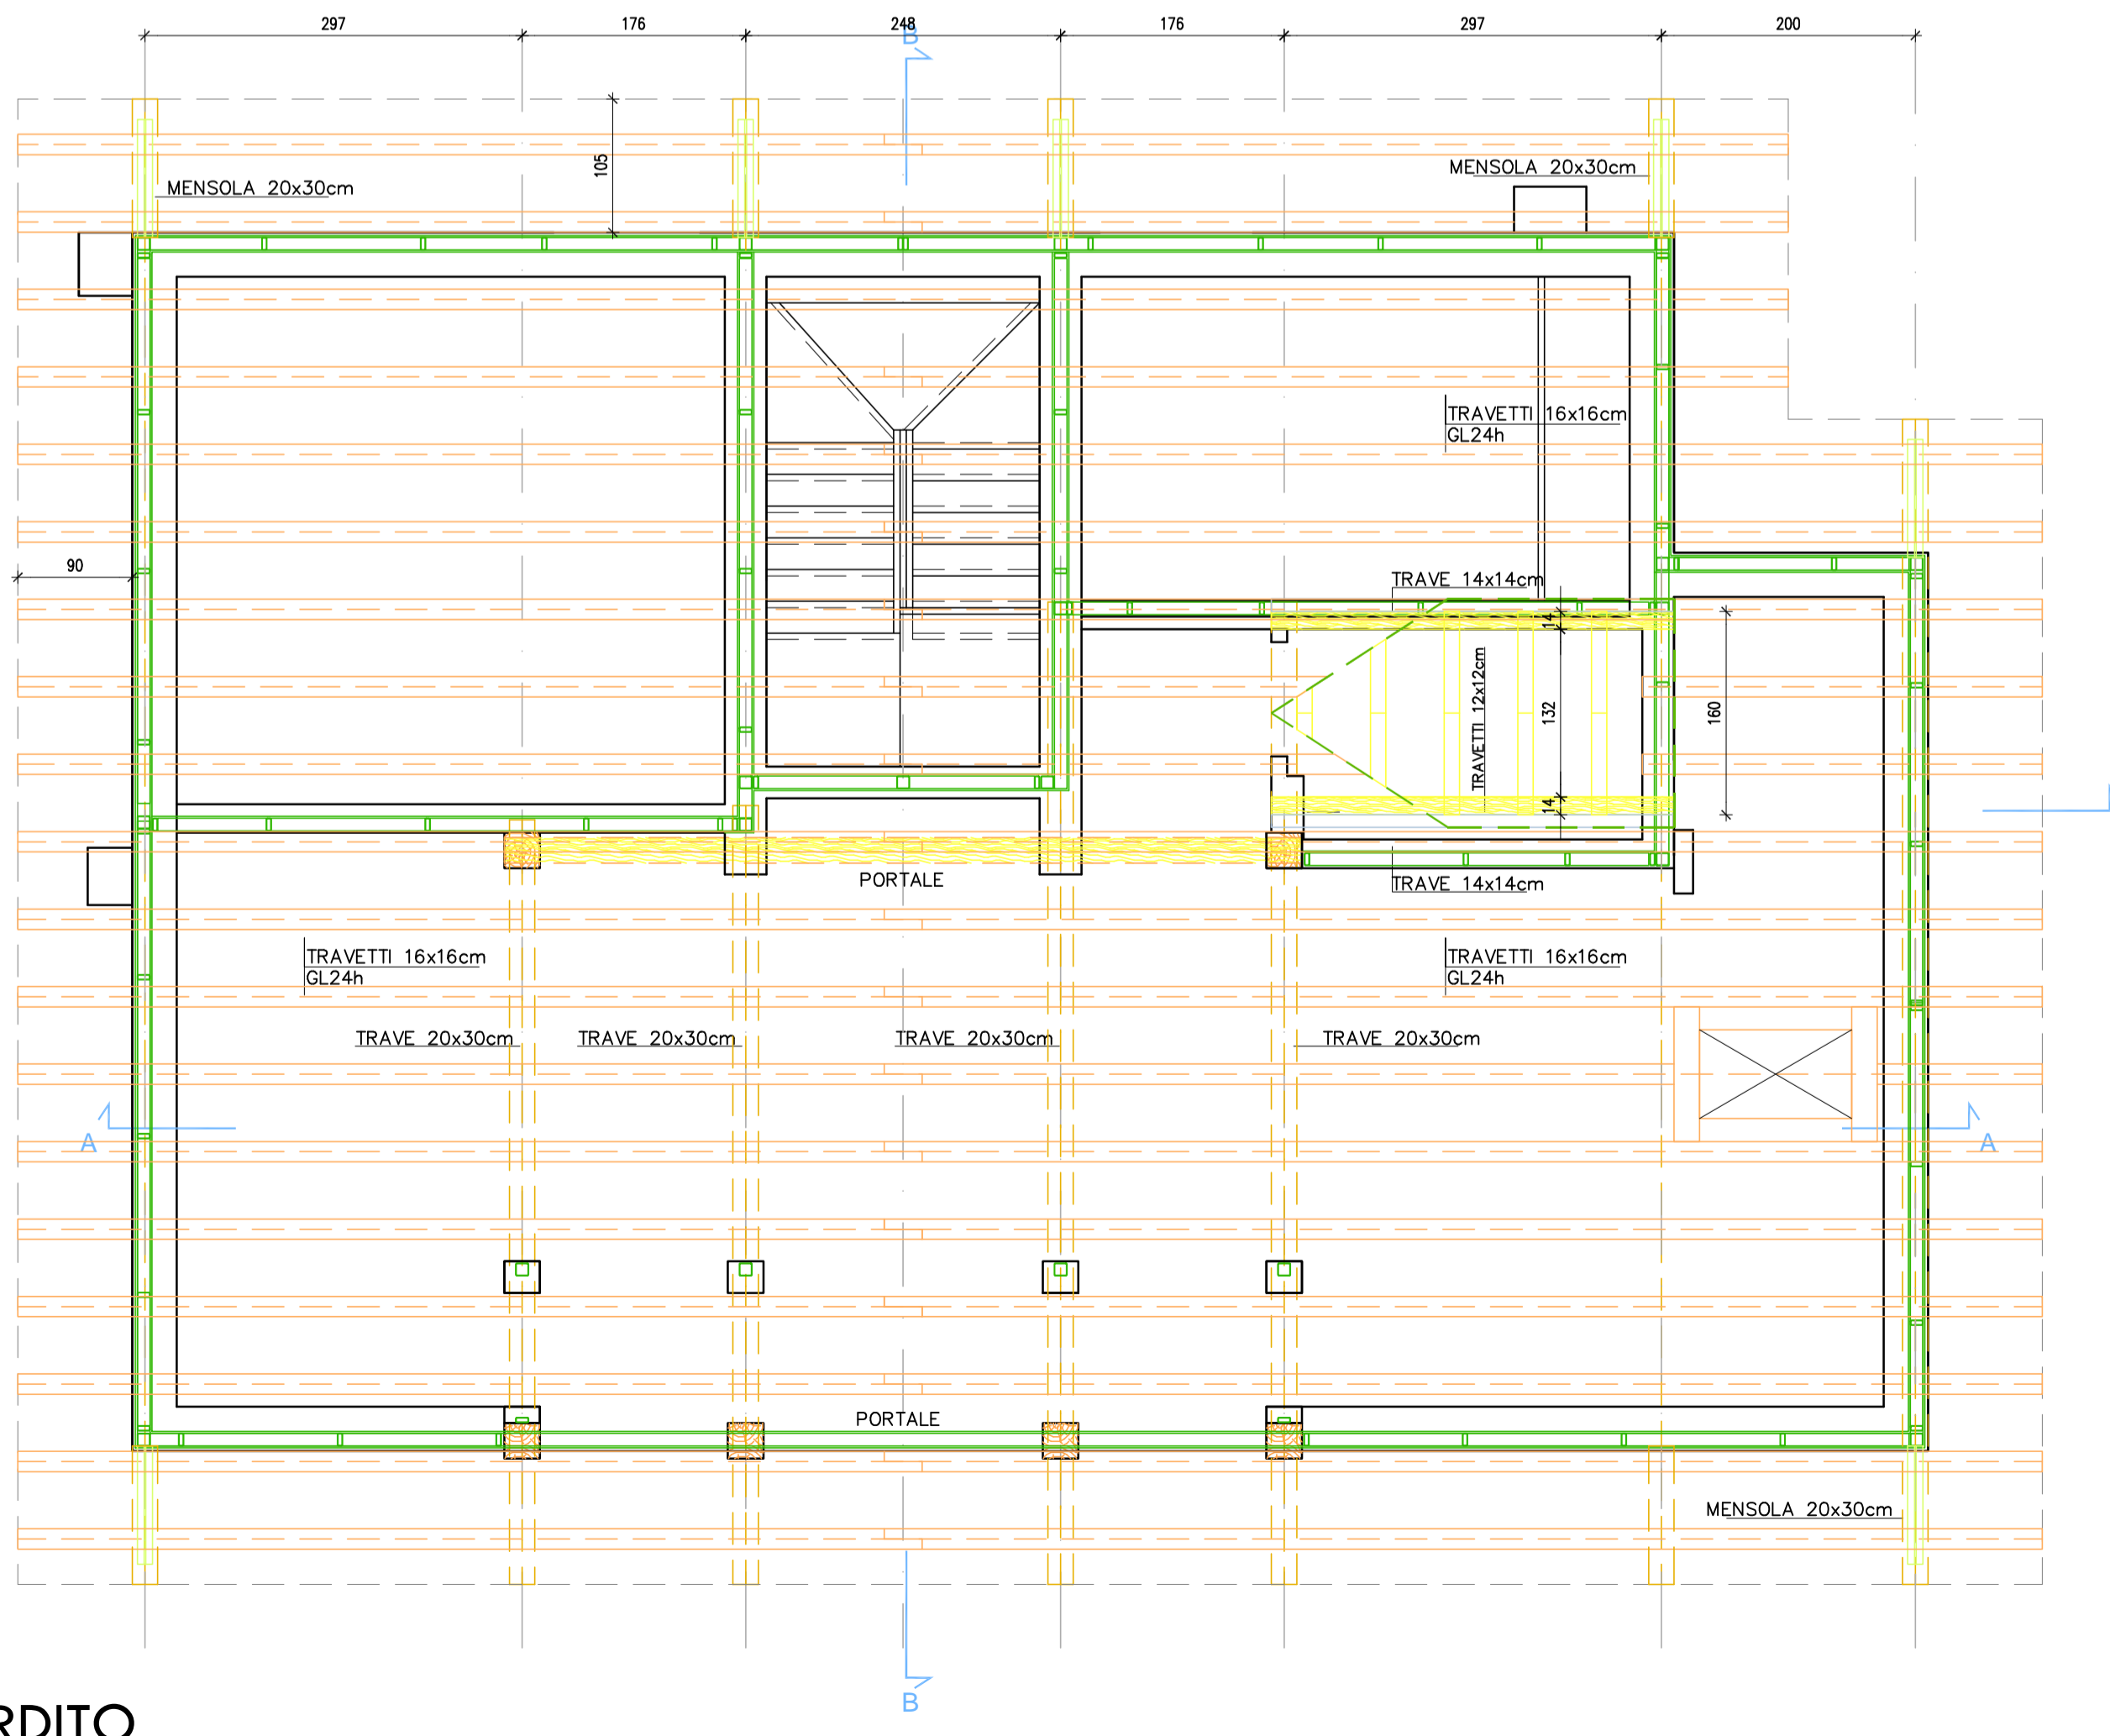 297 176 248 176 297 200
B
105
MENSOLA 20x30cm
MENSOLA 20x30cm
TRAVETTI 16x16cm
GL24h
90
TRAVE 14x14cm
14
TRAVETTI 12x12cm
132
160
14
PORTALE
TRAVE 14x14cm
TRAVETTI 16x16cm
GL24h
TRAVETTI 16x16cm
GL24h
TRAVE 20x30cm TRAVE 20x30cm TRAVE 20x30cm TRAVE 20x30cm
A A
PORTALE
MENSOLA 20x30cm
B
RDITO